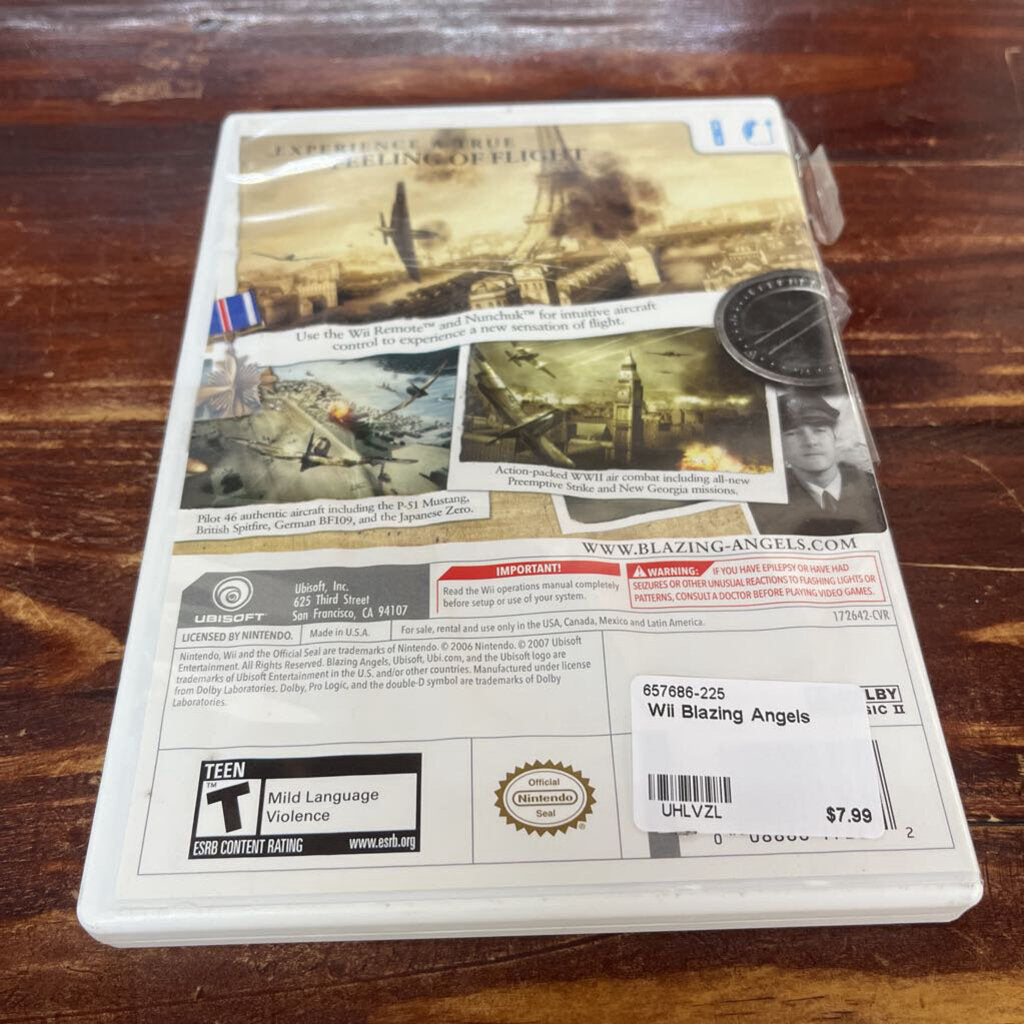 EXPERIENCE A TRUE
FEELING OF FLIGHT
Use the Wii Remote™ and Nunchuk™ for intuitive aircraft
control to experience a new sensation of flight.
Action-packed WWII air combat including all-new
Preemptive Strike and New Georgia missions.
Pilot 46 authentic aircraft including the P-51 Mustang,
British Spitfire, German BF109, and the Japanese Zero.
WWW.BLAZING-ANGELS.COM
UBISOFT
Ubisoft, Inc.
625 Third Street
San Francisco, CA 94107
IMPORTANT!
Read the Wii operations manual completely
before setup or use of your system.
WARNING: IF YOU HAVE EPILEPSY OR HAVE HAD
SEIZURES OR OTHER UNUSUAL REACTIONS TO FLASHING LIGHTS OR
PATTERNS, CONSULT A DOCTOR BEFORE PLAYING VIDEO GAMES.
172642-CVR
LICENSED BY NINTENDO.
Made in U.S.A.
For sale, rental and use only in the USA, Canada, Mexico and Latin America.
Nintendo, Wii and the Official Seal are trademarks of Nintendo. © 2006 Nintendo. © 2007 Ubisoft
Entertainment. All Rights Reserved. Blazing Angels, Ubisoft, Ubi.com, and the Ubisoft logo are
trademarks of Ubisoft Entertainment in the U.S. and/or other countries. Manufactured under license
from Dolby Laboratories. Dolby, Pro Logic, and the double-D symbol are trademarks of Dolby
Laboratories.
LBY
GIC II
657686-225
Wii Blazing Angels
UHLVZL
$7.99
0
2
TEEN
T™
Mild Language
Violence
ESRB CONTENT RATING
www.esrb.org
Official
Nintendo
Seal
®